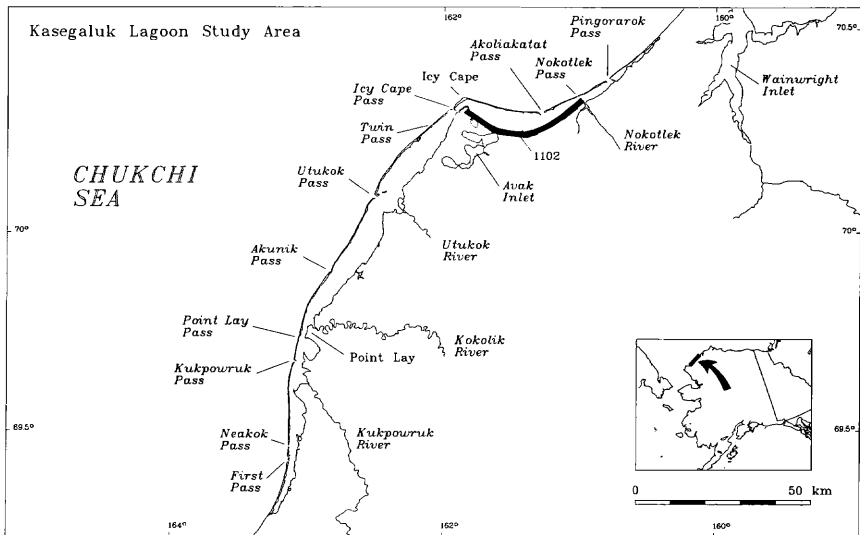 Kasegaluk Lagoon Study Area
162°
160°
70.5°
Pingorarok
Pass
Akoliakatat
Pass
Nokotlek
Pass
Icy Cape
Icy Cape
Pass
Wainwright
Inlet
Twin
Pass
Nokotlek
River
1102
CHUKCHI
SEA
Utukok
Pass
Avak
Inlet
70°
70°
Utukok
River
Akunik
Pass
Point Lay
Pass
Kokolik
River
Point Lay
Kukpowruk
Pass
69.5°
69.5°
Neakok
Pass
Kukpowruk
River
First
Pass
0
50
km
164°
162°
160°